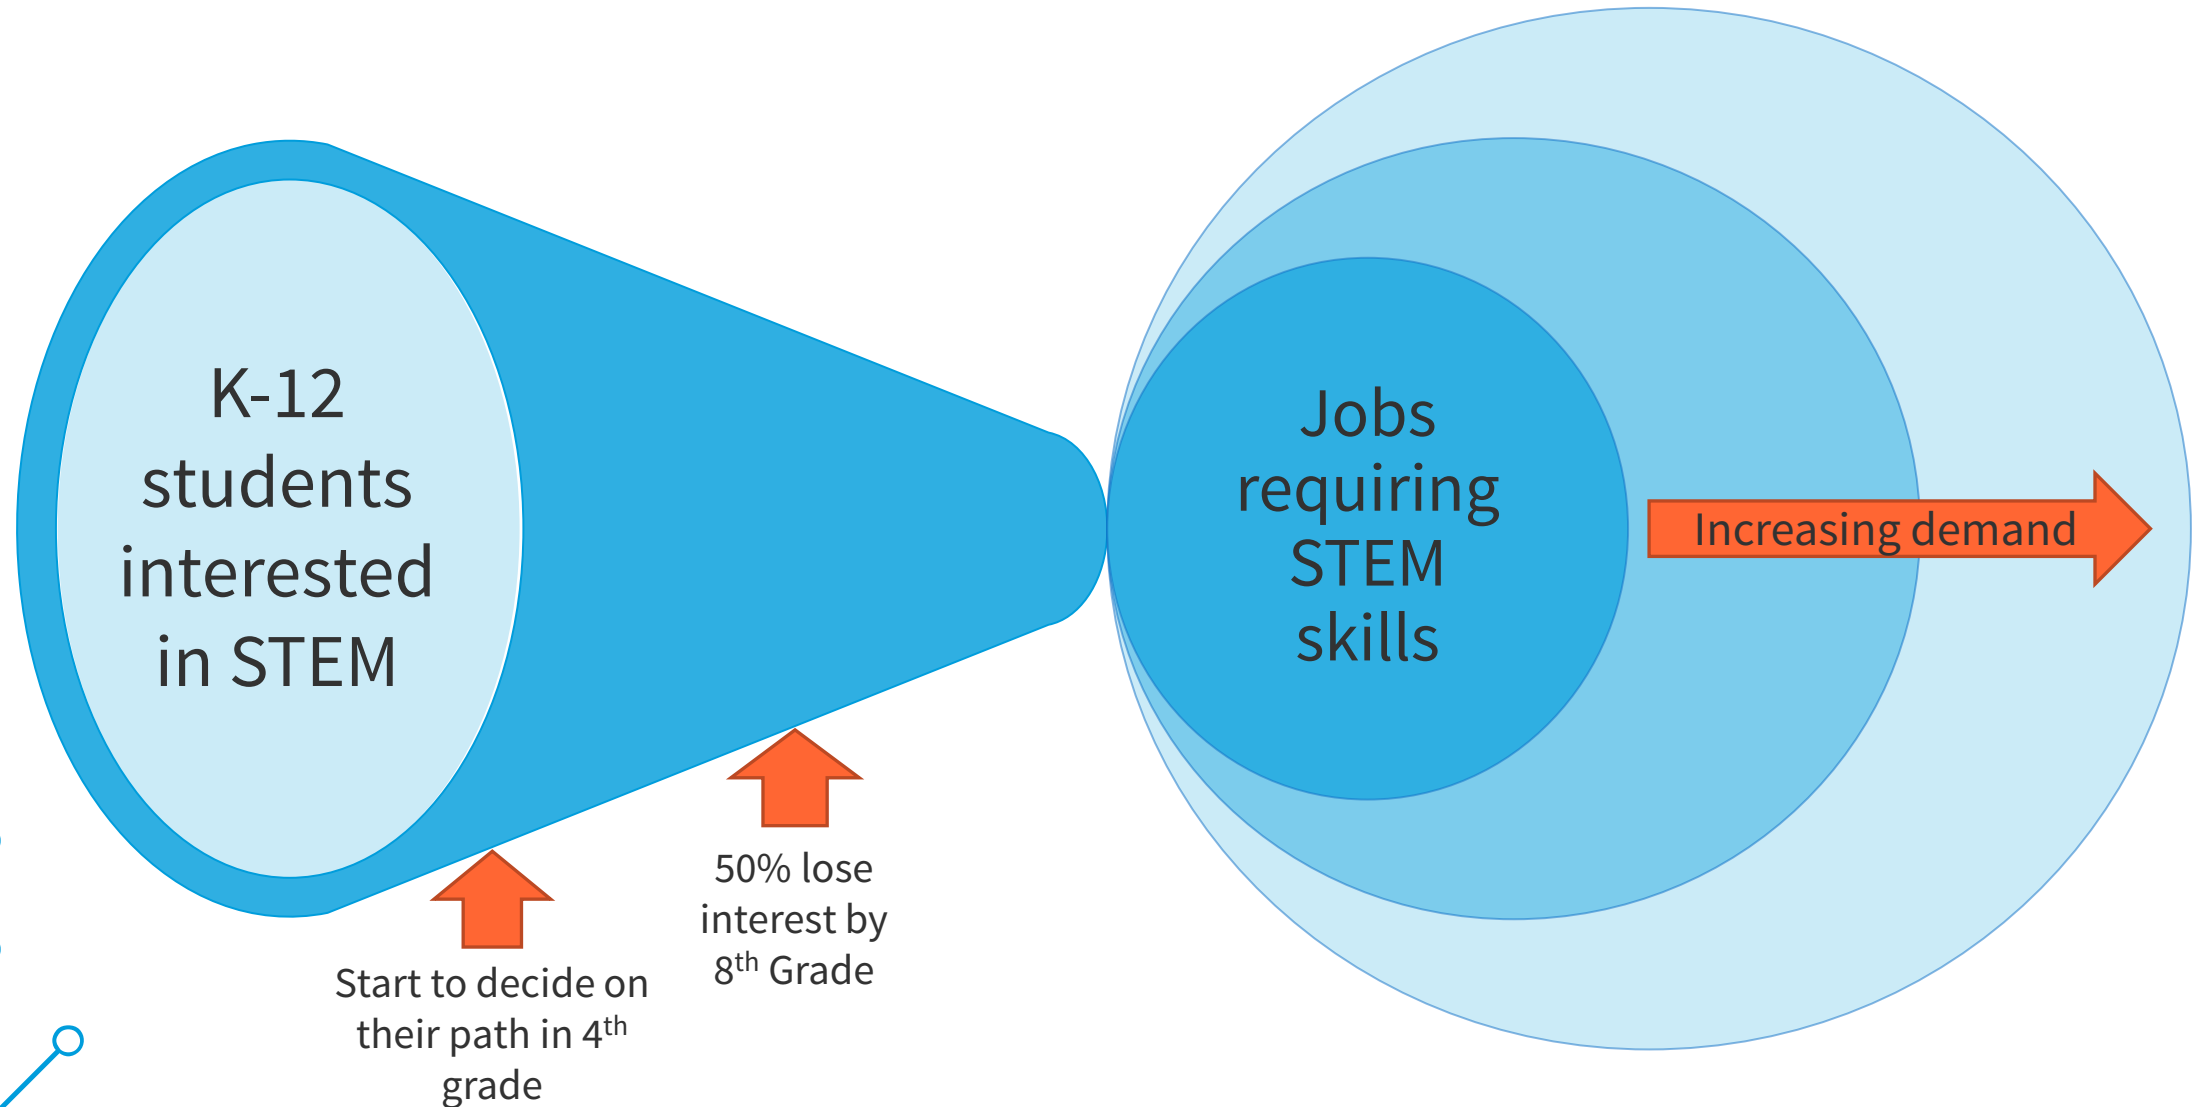 K-12
students
interested
in STEM
Start to decide on
their path in 4th
grade
50% lose
interest by
8th Grade
Jobs
requiring
STEM
skills
Increasing demand